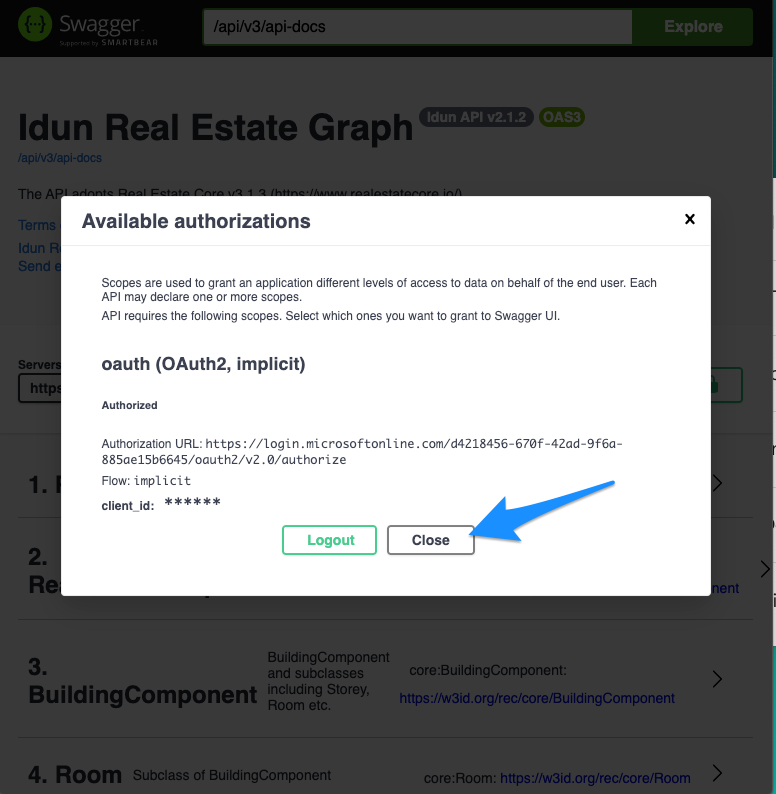 Swagger.
Supported by SMARTBEAR
/api/v3/api-docs
Explore
Idun Real Estate Graph
Idun API v2.1.2
OAS3
/api/v3/api-docs
The API adopts Real Estate Core v3.1.3 (https://www.realestatecore.io/)
Terms
Idun R
Send e
Available authorizations
Scopes are used to grant an application different levels of access to data on behalf of the end user. Each
API may declare one or more scopes.
API requires the following scopes. Select which ones you want to grant to Swagger UI.
oauth (OAuth2, implicit)
Authorized
Authorization URL: https://login.microsoftonline.com/d4218456-670f-42ad-9f6a-
885ae15b6645/oauth2/v2.0/authorize
Flow: implicit
client_id: ******
Logout
Close
Servers
https
1.
2.
Re
nent
3.
BuildingComponent
BuildingComponent
and subclasses
including Storey,
Room etc.
core:BuildingComponent:
https://w3id.org/rec/core/BuildingComponent
4. Room
Subclass of BuildingComponent
core:Room: https://w3id.org/rec/core/Room